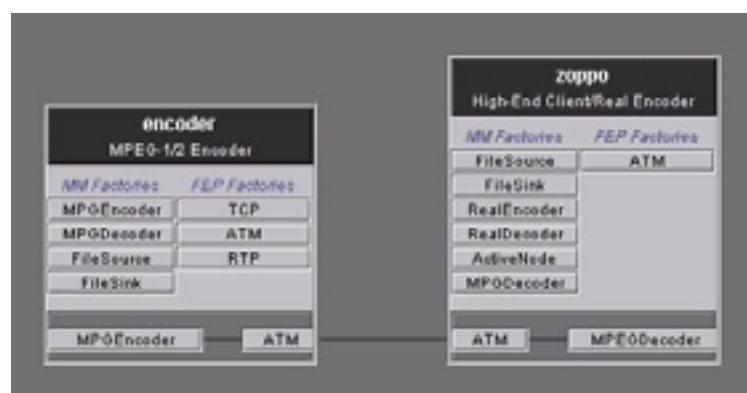 encoder
MPEG-1/2 Encoder
MM Factories FEP Factories
MPGEncoder TCP
MPGDecoder ATM
FileSource RTP
FileSink
MPGEncoder ATM
zoppo
High-End Client/Real Encoder
MM Factories FEP Factories
FileSource ATM
FileSink
RealEncoder
RealDecoder
ActiveNode
MPGDecoder
ATM MPEGDecoder